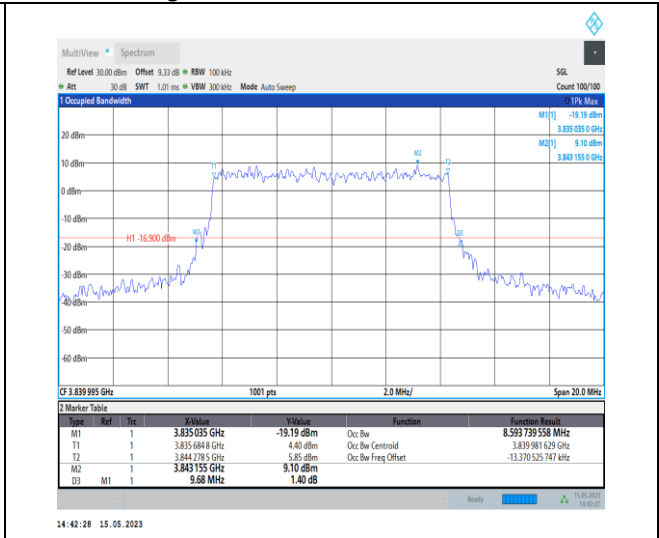 MultiView Spectrum
Ref Level 30.00 dBm Offset 9.33 dB RBW 100 kHz SGL
Att 30 dB SWT 1.01 ms VBW 300 kHz Mode Auto Sweep Count 100/100
1 Occupied Bandwidth 1Pk Max
M1[1] -19.19 dBm
3.835 035 0 GHz
M2[1] 9.10 dBm
3.843 155 0 GHz
20 dBm
M2
T1 T2
10 dBm
0 dBm
-10 dBm
M1 D3
H1 -16.900 dBm
-20 dBm
-30 dBm
-40 dBm
-50 dBm
-60 dBm
CF 3.839 995 GHz 1001 pts 2.0 MHz/ Span 20.0 MHz
2 Marker Table
Type Ref Trc X-Value Y-Value Function Function Result
M1 1 3.835 035 GHz -19.19 dBm Occ Bw 8.593 739 558 MHz
T1 1 3.835 684 8 GHz 4.40 dBm Occ Bw Centroid 3.839 981 629 GHz
T2 1 3.844 278 5 GHz 5.85 dBm Occ Bw Freq Offset -13.370 525 747 kHz
M2 1 3.843 155 GHz 9.10 dBm
D3 M1 1 9.68 MHz 1.40 dB
Ready 15.05.2023
14:42:27
14:42:28 15.05.2023